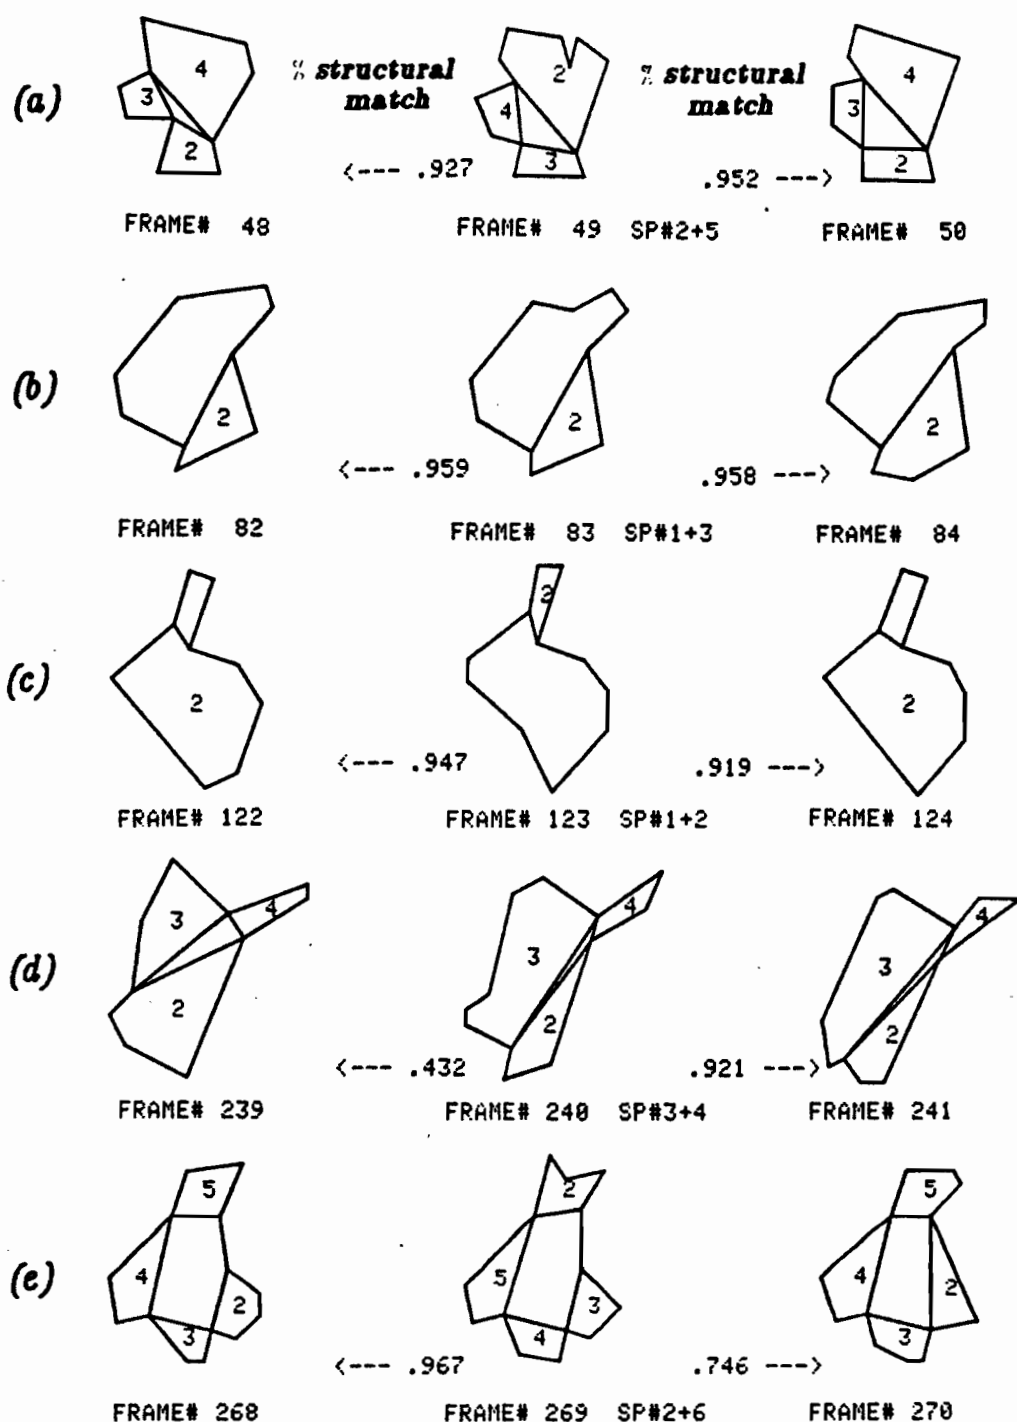 (a)
4
3
2
% structural
match
<--- .927
2
4
3
% structural
match
.952 --->
4
3
2
FRAME# 48
FRAME# 49 SP#2+5
FRAME# 50
(b)
2
<--- .959
2
.958 --->
2
FRAME# 82
FRAME# 83 SP#1+3
FRAME# 84
(c)
2
<--- .947
2
.919 --->
2
FRAME# 122
FRAME# 123 SP#1+2
FRAME# 124
(d)
3
4
2
<--- .432
4
3
2
.921 --->
4
3
2
FRAME# 239
FRAME# 240 SP#3+4
FRAME# 241
(e)
5
4
2
3
<--- .967
2
5
3
4
.746 --->
5
4
2
3
FRAME# 268
FRAME# 269 SP#2+6
FRAME# 270